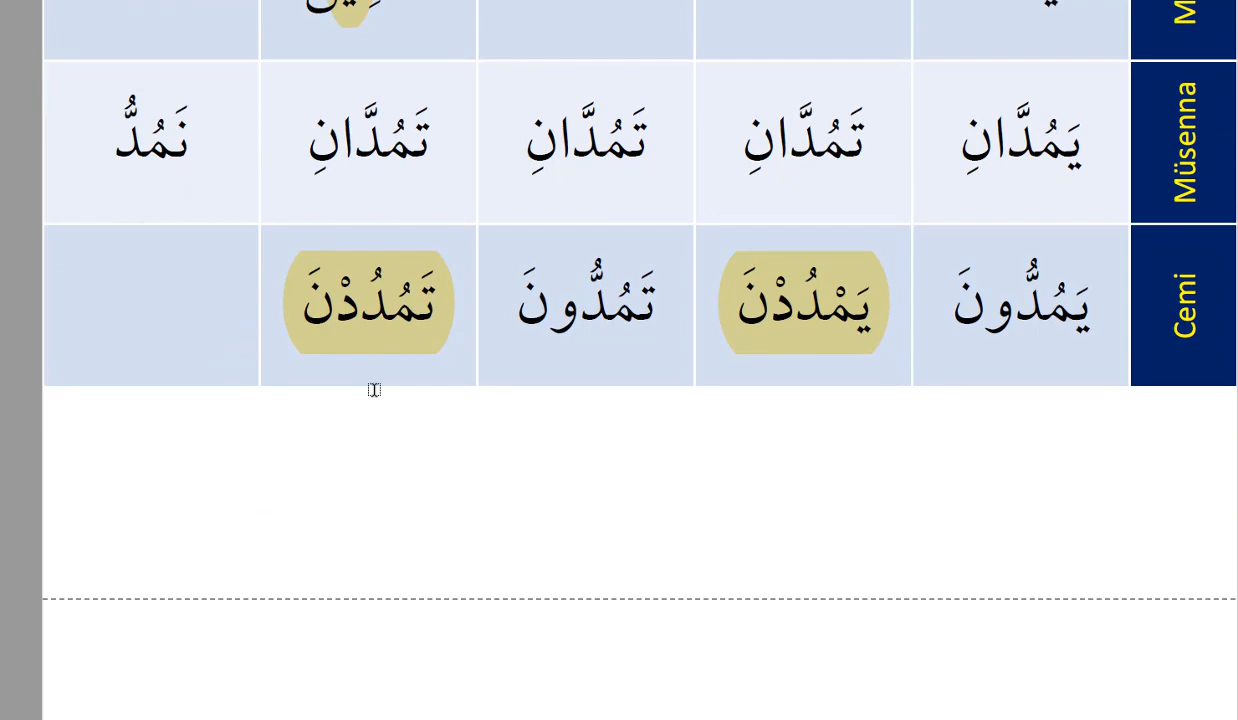 M
Müsenna يَمُدَّانِ تَمُدَّانِ تَمُدَّانِ تَمُدَّانِ نَمُدُّ
Cemi يَمُدُّونَ يَمْدُدْنَ تَمُدُّونَ تَمُدُدْنَ